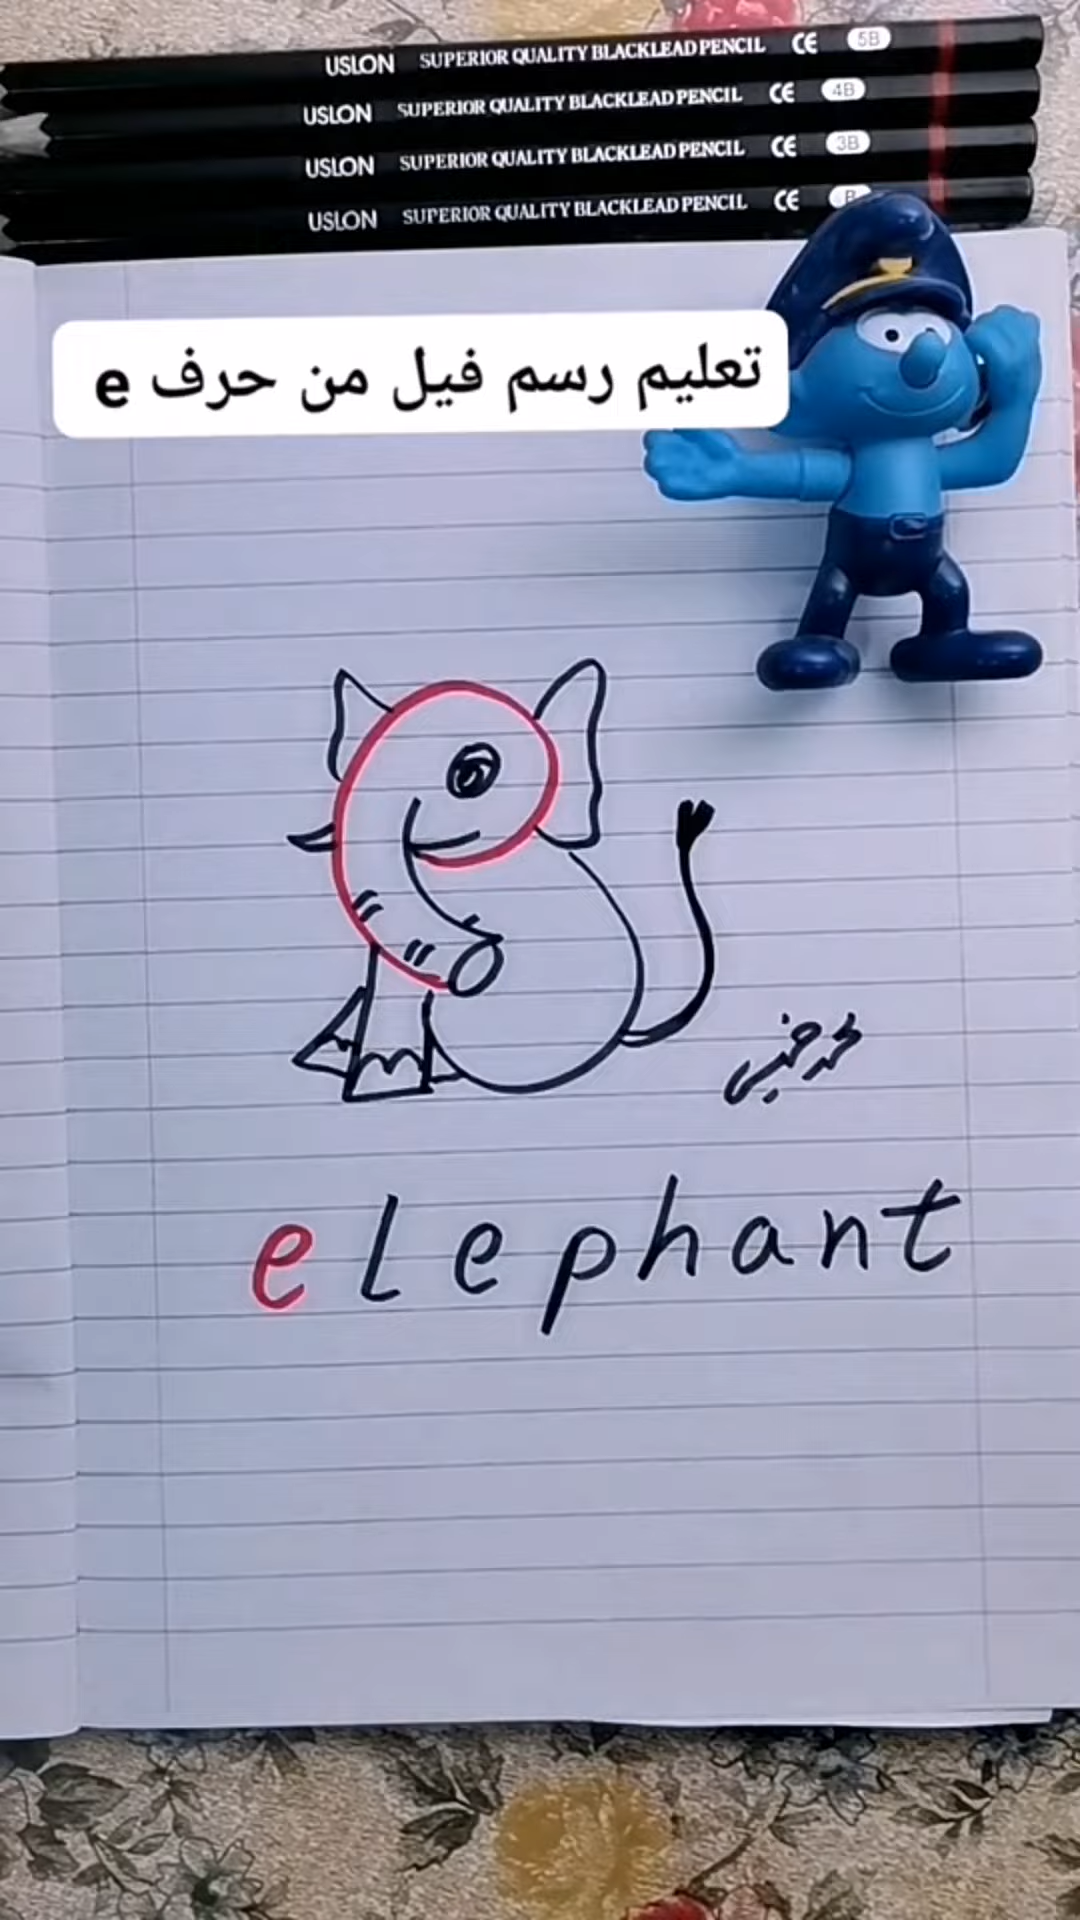 USLON SUPERIOR QUALITY BLACKLEAD PENCIL CE 5B
USLON SUPERIOR QUALITY BLACKLEAD PENCIL CE 4B
USLON SUPERIOR QUALITY BLACKLEAD PENCIL CE 3B
USLON SUPERIOR QUALITY BLACKLEAD PENCIL CE
تعليم رسم فيل من حرف e
elephant